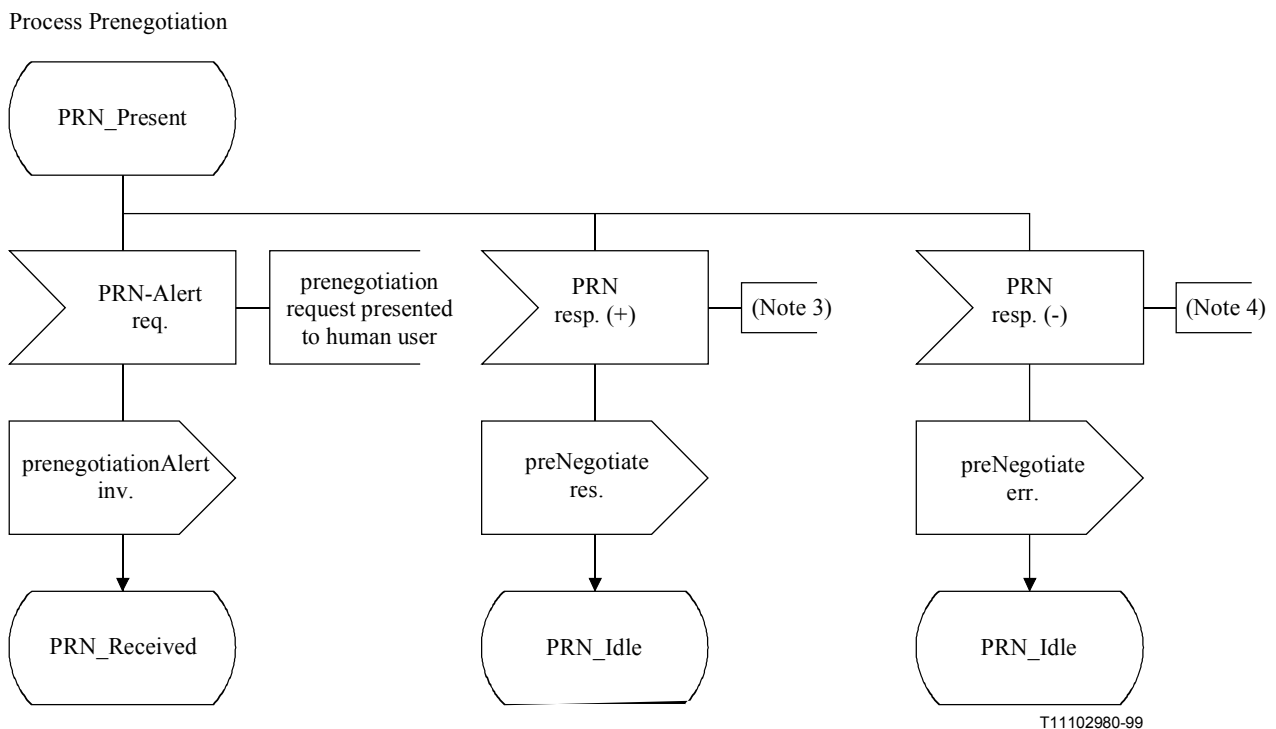 Process Prenegotiation
PRN_Present
PRN-Alert
req.
prenegotiation
request presented
to human user
PRN
resp. (+)
(Note 3)
PRN
resp. (-)
(Note 4)
prenegotiationAlert
inv.
preNegotiate
res.
preNegotiate
err.
PRN_Received
PRN_Idle
PRN_Idle
T11102980-99